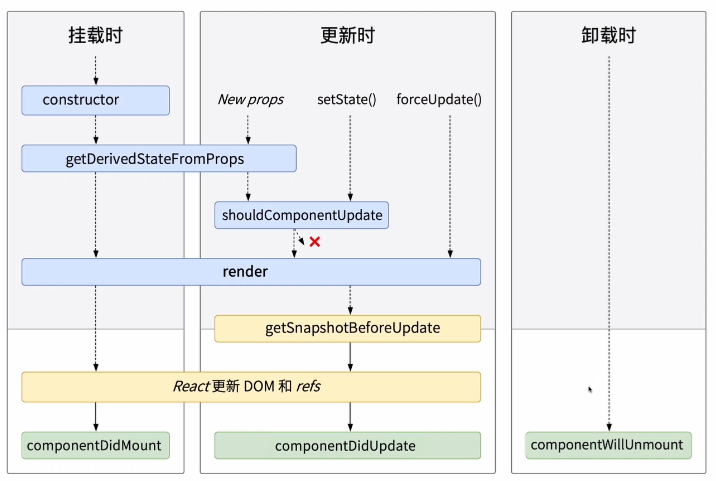 挂载时
更新时
卸载时
constructor
New props
setState()
forceUpdate()
getDerivedStateFromProps
shouldComponentUpdate
render
getSnapshotBeforeUpdate
React 更新 DOM 和 refs
componentDidMount
componentDidUpdate
componentWillUnmount